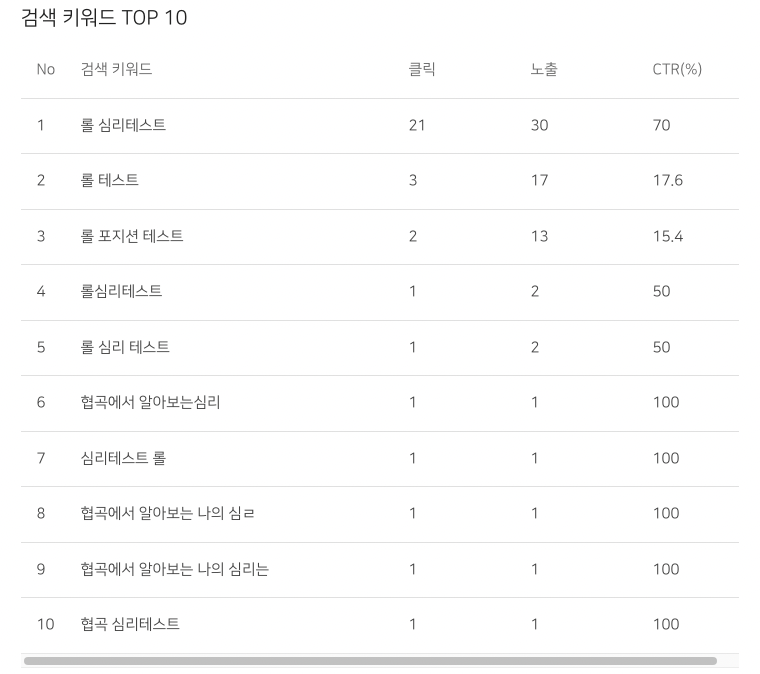 검색 키워드 TOP 10
No 검색 키워드 클릭 노출 CTR(%)
1 롤 심리테스트 21 30 70
2 롤 테스트 3 17 17.6
3 롤 포지션 테스트 2 13 15.4
4 롤심리테스트 1 2 50
5 롤 심리 테스트 1 2 50
6 협곡에서 알아보는심리 1 1 100
7 심리테스트 롤 1 1 100
8 협곡에서 알아보는 나의 심ㄹ 1 1 100
9 협곡에서 알아보는 나의 심리는 1 1 100
10 협곡 심리테스트 1 1 100